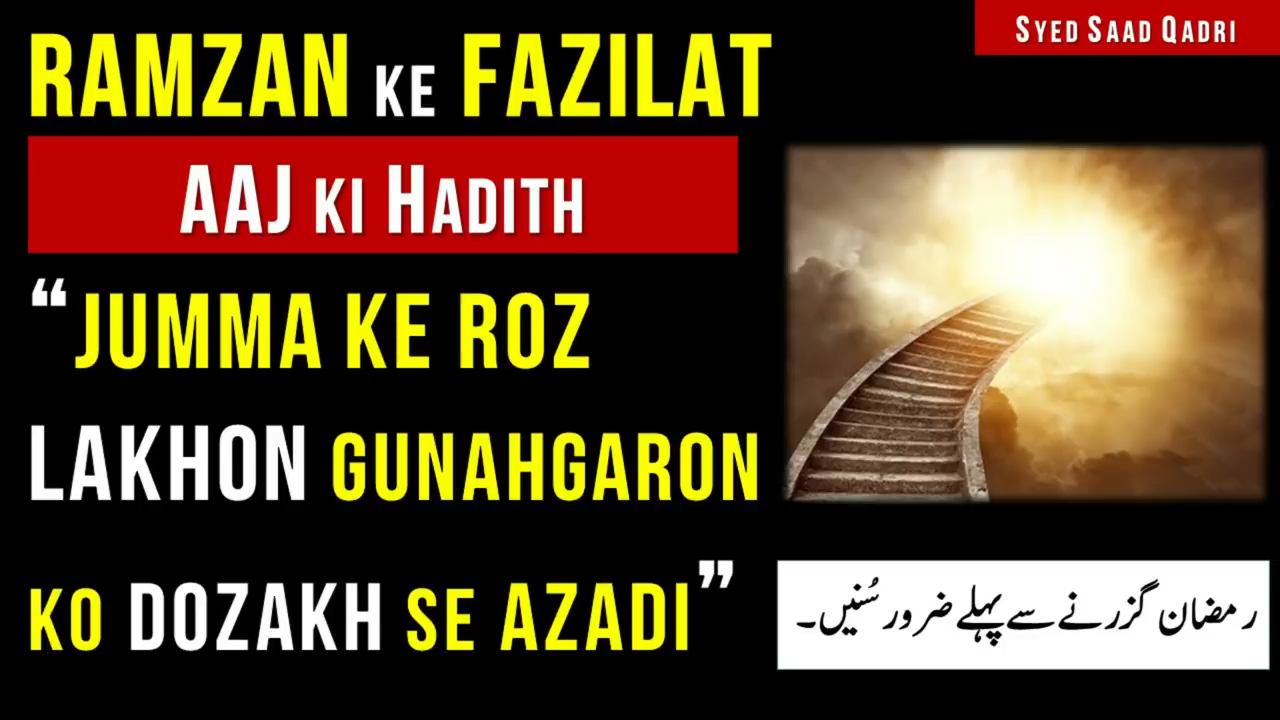 SYED SAAD QADRI
RAMZAN KE FAZILAT
AAJ KI HADITH
“JUMMA KE ROZ
LAKHON GUNAHGARON
KO DOZAKH SE AZADI”
رمضان گزرنے سے پہلے ضرور سُنیں۔